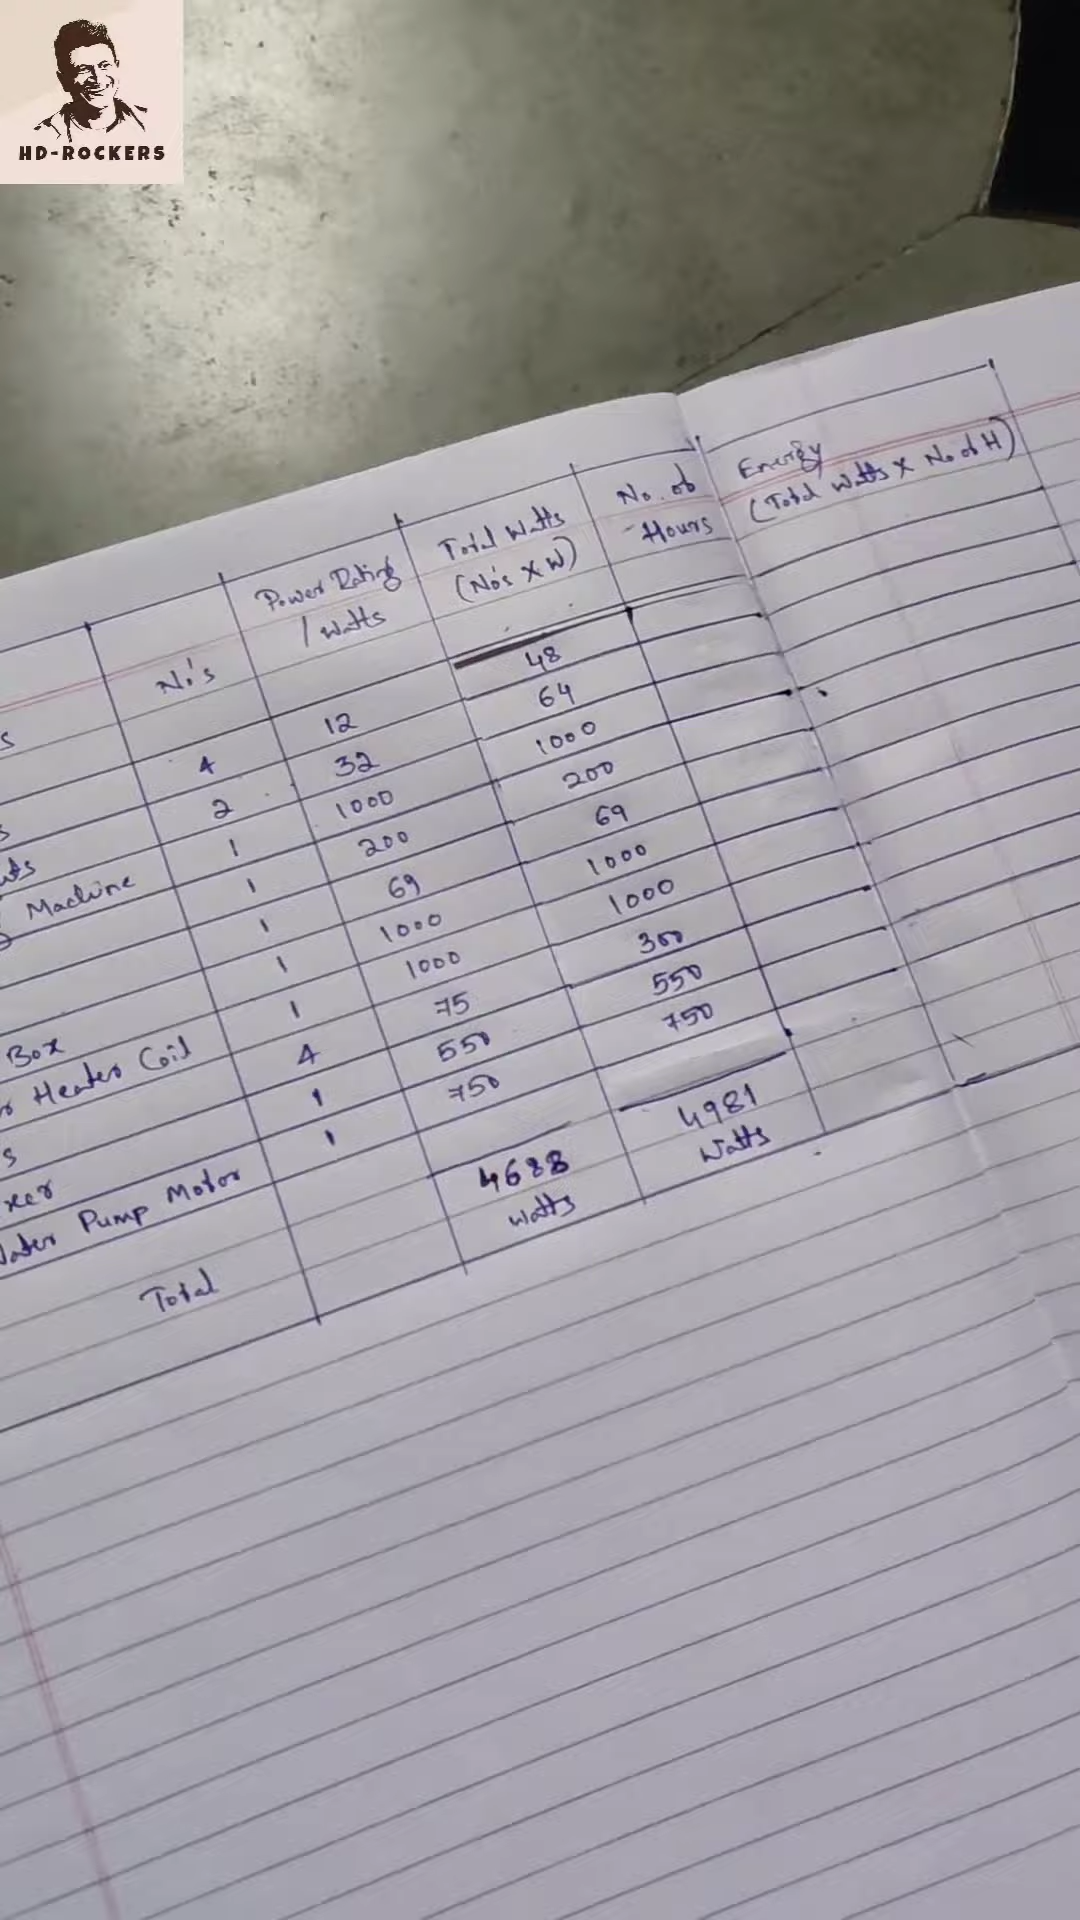 HD-ROCKERS
No's
Power Rating
/ Watts
Total Watts
(No's X W)
No. of
Hours
Energy
(Total Watts X No of H)
4 12 48
2 32 64
1 1000 1000
Machine 1 200 200
1 69 69
1 1000 1000
Box 1 1000 1000
Heater Coil 4 75 300
1 550 550
1 750 750
Water Pump Motor
Total 4688 4981
Watts Watts